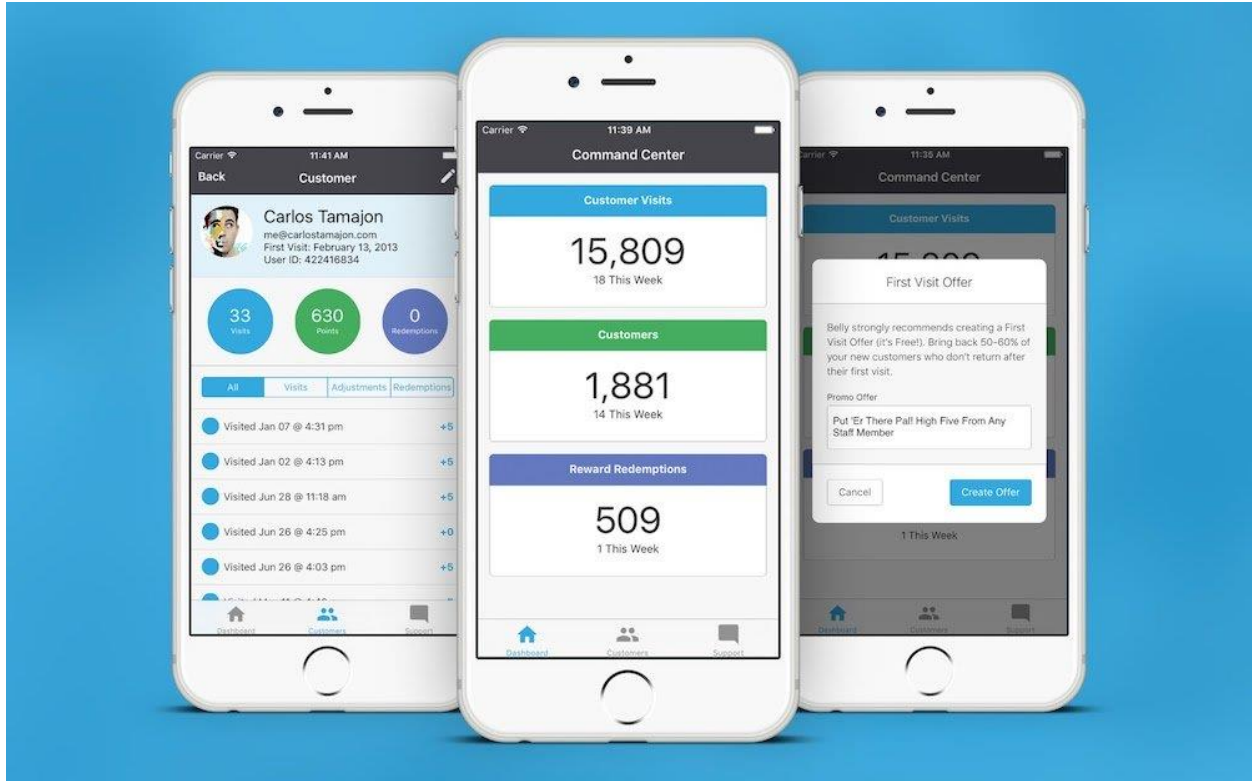 Carrier
11:41 AM
Back
Customer
Carlos Tamajon
me@carlostamajon.com
First Visit: February 13, 2013
User ID: 422416834
33
Visits
630
Points
0
Redemptions
All
Visits
Adjustments
Redemptions
Visited Jan 07 @ 4:31 pm
+5
Visited Jan 02 @ 4:13 pm
+5
Visited Jun 28 @ 11:18 am
+5
Visited Jun 26 @ 4:25 pm
+0
Visited Jun 26 @ 4:03 pm
+5
Dashboard
Customers
Support
Carrier
11:39 AM
Command Center
Customer Visits
15,809
18 This Week
Customers
1,881
14 This Week
Reward Redemptions
509
1 This Week
Dashboard
Customers
Support
Carrier
11:35 AM
Command Center
Customer Visits
First Visit Offer
Belly strongly recommends creating a First
Visit Offer (it's Free!). Bring back 50-60% of
your new customers who don't return after
their first visit.
Promo Offer
Put 'Er There Pal! High Five From Any
Staff Member
Cancel
Create Offer
1 This Week
Dashboard
Customers
Support